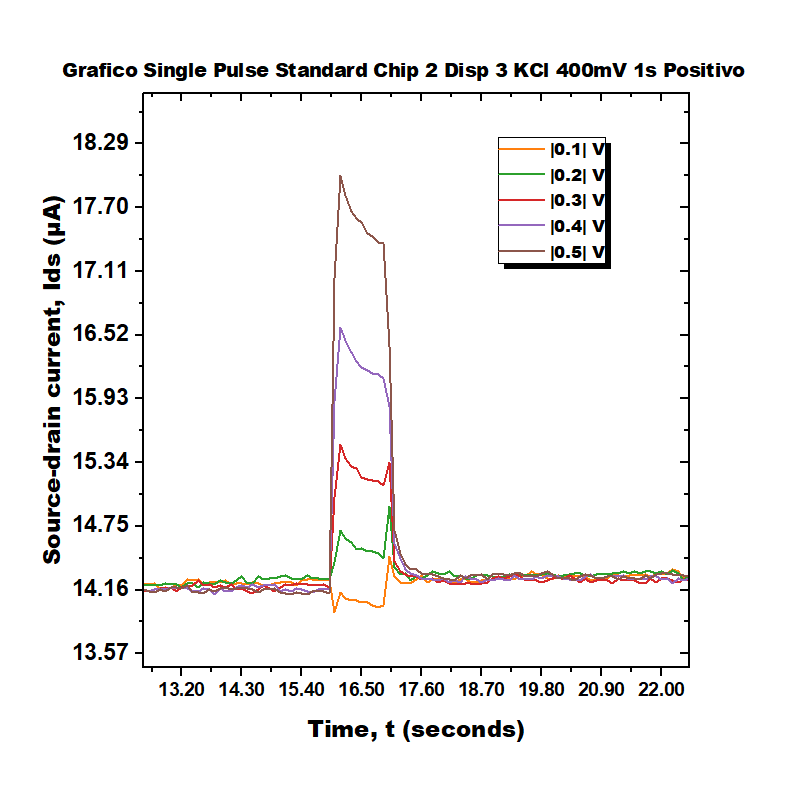 Grafico Single Pulse Standard Chip 2 Disp 3 KCl 400mV 1s Positivo
|0.1| V
|0.2| V
|0.3| V
|0.4| V
|0.5| V
Source-drain current, Ids (µA)
18.29
17.70
17.11
16.52
15.93
15.34
14.75
14.16
13.57
13.20 14.30 15.40 16.50 17.60 18.70 19.80 20.90 22.00
Time, t (seconds)